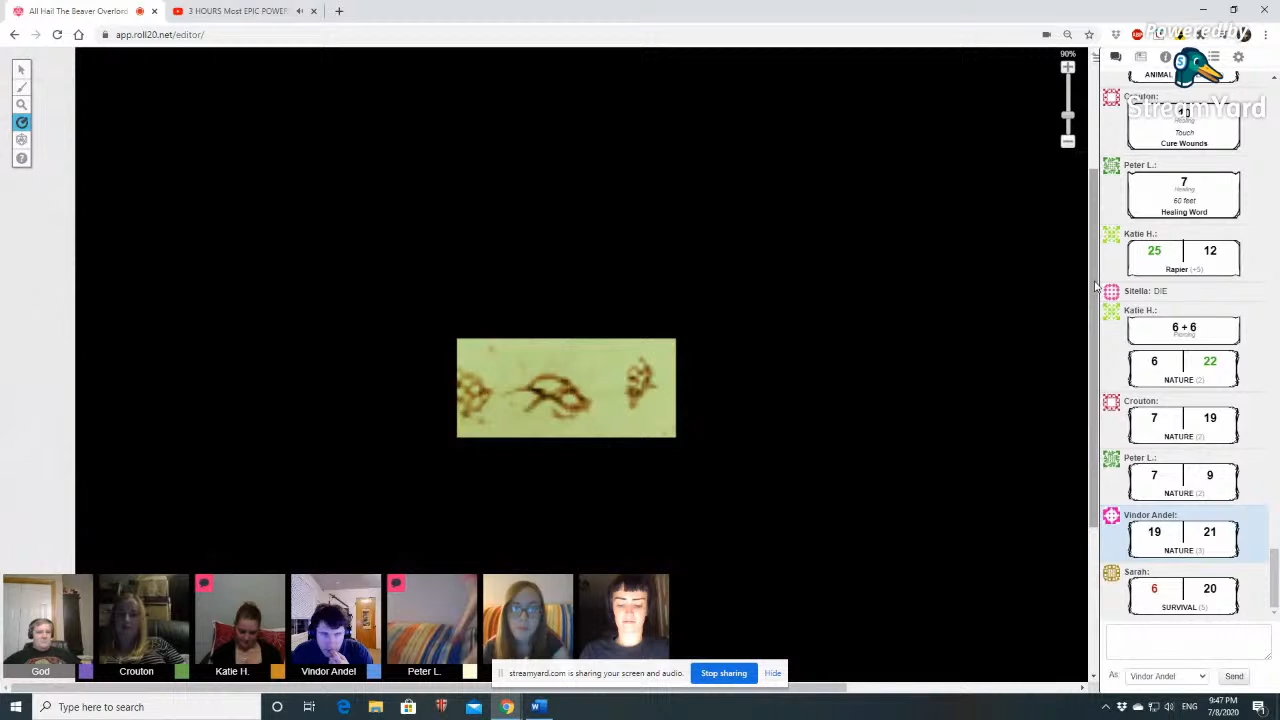 All Hail The Beaver Overlord
3 HOURS Most EPIC POWER
app.roll20.net/editor/
Powered by
StreamYard
90%
ANIMAL
Crouton:
10
Healing
Touch
Cure Wounds
Peter L.:
7
Healing
60 feet
Healing Word
Katie H.:
25 12
Rapier (+5)
Sitella: DIE
Katie H.:
6 + 6
Piercing
6 22
NATURE (2)
Crouton:
7 19
NATURE (2)
Peter L.:
7 9
NATURE (2)
Vindor Andel:
19 21
NATURE (3)
Sarah:
6 20
SURVIVAL (5)
God
Crouton
Katie H.
Vindor Andel
Peter L.
streamyard.com is sharing your screen and audio.
Stop sharing
Hide
As:
Vindor Andel
Send
Type here to search
ENG
9:47 PM
7/8/2020